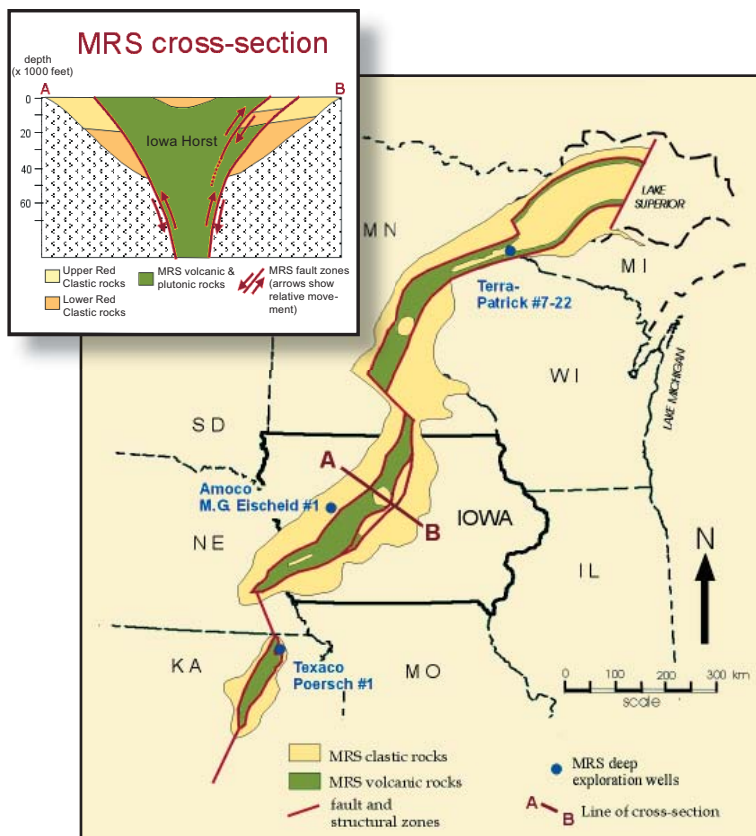 MRS cross-section
depth
(x 1000 feet)
A
B
0
20
40
60
Iowa Horst
Upper Red
Clastic rocks
Lower Red
Clastic rocks
MRS volcanic &
plutonic rocks
MRS fault zones
(arrows show
relative move-
ment)
MN
LAKE
SUPERIOR
MI
Terra-
Patrick #7-22
WI
LAKE MICHIGAN
SD
A
Amoco
M.G. Eischeid #1
IOWA
B
NE
N
IL
KA
Texaco
Poersch #1
MO
0 100 200 300 km
scale
MRS clastic rocks
MRS volcanic rocks
fault and
structural zones
MRS deep
exploration wells
A
B
Line of cross-section